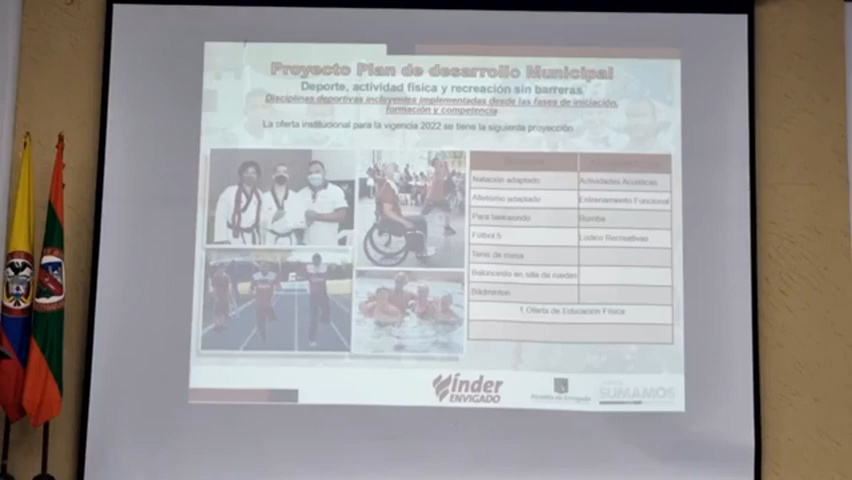 Proyecto Plan de desarrollo Municipal
Deporte, actividad física y recreación sin barreras
Disciplinas deportivas incluyentes implementadas desde las fases de iniciación,
formación y competencia
La oferta institucional para la vigencia 2022 se tiene la siguiente proyección
Natación adaptado Actividades Acuáticas
Atletismo adaptado Entrenamiento Funcional
Para taekwondo Rumba
Fútbol 5 Lúdico Recreativas
Tenis de mesa
Baloncesto en silla de ruedas
Bádminton
1 Oferta de Educación Física
Índer
ENVIGADO
Alcaldía de Envigado
SUMAMOS